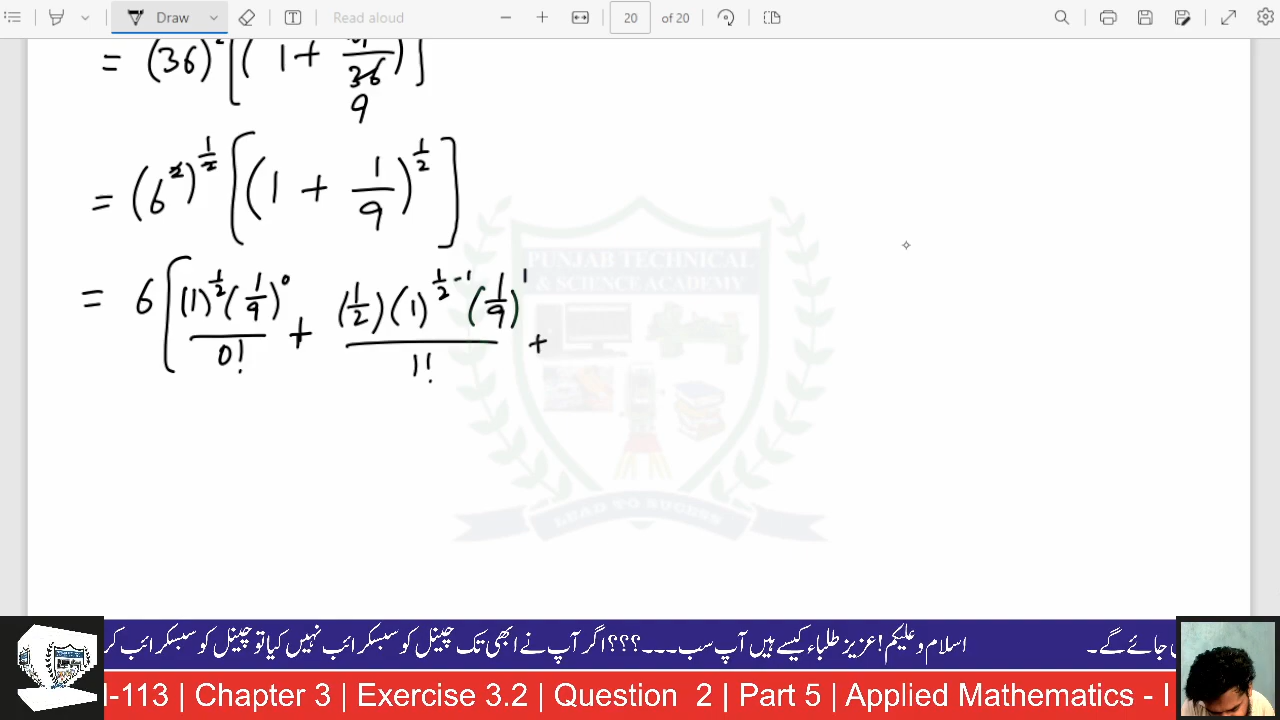 Draw
Read aloud
20 of 20
= (36)² [(1 + 4/36)]
9
= (6²)^(1/2) [(1 + 1/9)^(1/2)]
= 6 [ (1)^(1/2) (1/9)^0 / 0! + (1/2) (1)^(1/2 -1) (1/9)^1 / 1! +
PUNJAB TECHNICAL
& SCIENCE ACADEMY
LEAD TO SUCESS
اسلام و علیکم! عزیز طلباء کیسے ہیں آپ سب۔۔۔؟؟؟ اگر آپ نے ابھی تک چینل کو سبسکرائب نہیں کیا تو چینل کو سبسکرائب کر
جائے گے۔
-113 | Chapter 3 | Exercise 3.2 | Question 2 | Part 5 | Applied Mathematics - I